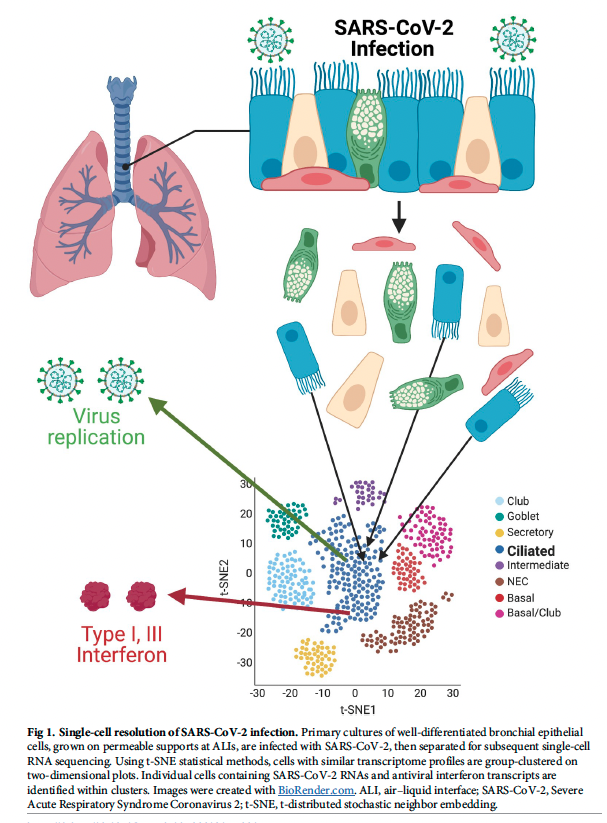 SARS-CoV-2
Infection
Virus
replication
Type I, III
Interferon
t-SNE2
30
20
10
0
-10
-20
-30
-30
-20
-10
0
10
20
30
t-SNE1
Club
Goblet
Secretory
Ciliated
Intermediate
NEC
Basal
Basal/Club
Fig 1. Single-cell resolution of SARS-CoV-2 infection. Primary cultures of well-differentiated bronchial epithelial
cells, grown on permeable supports at ALIs, are infected with SARS-CoV-2, then separated for subsequent single-cell
RNA sequencing. Using t-SNE statistical methods, cells with similar transcriptome profiles are group-clustered on
two-dimensional plots. Individual cells containing SARS-CoV-2 RNAs and antiviral interferon transcripts are
identified within clusters. Images were created with BioRender.com. ALI, air–liquid interface; SARS-CoV-2, Severe
Acute Respiratory Syndrome Coronavirus 2; t-SNE, t-distributed stochastic neighbor embedding.